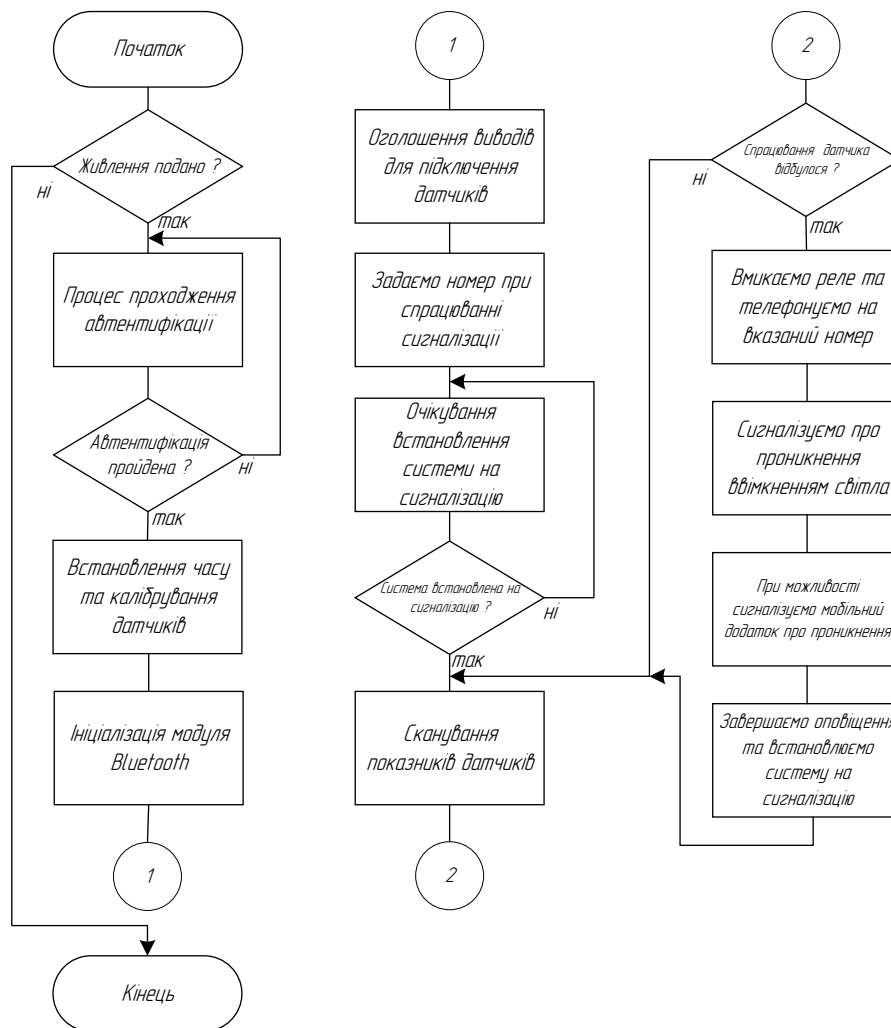 Початок
Живлення подано ?
ні
так
Процес проходження
автентифікації
Автентифікація
пройдена ?
ні
так
Встановлення часу
та калібрування
датчиків
Ініціалізація модуля
Bluetooth
1
Кінець
1
Оголошення виводів
для підключення
датчиків
Задаємо номер при
спрацюванні
сигналізації
Очікування
встановлення
системи на
сигналізацію
Система встановлена на
сигналізацію ?
ні
так
Сканування
показників датчиків
2
2
Спрацювання датчика
відбулося ?
ні
так
Вмикаємо реле та
телефонуємо на
вказаний номер
Сигналізуємо про
проникнення
ввімкненням світла
При можливості
сигналізуємо мобільний
додаток про проникнення
Завершаємо оповіщення
та встановлюємо
систему на
сигналізацію